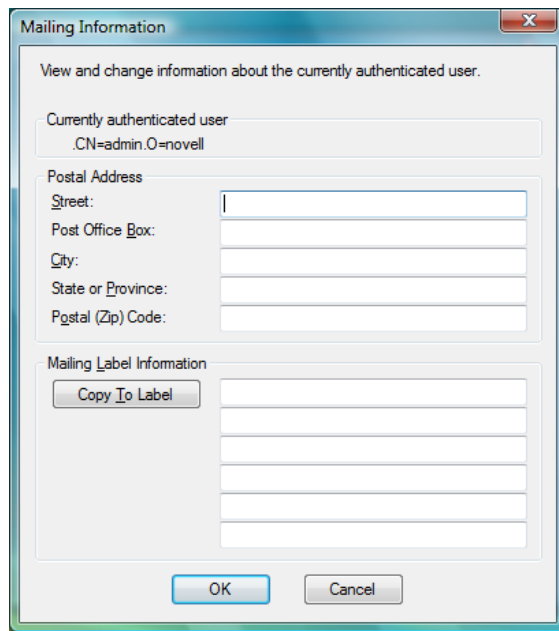 Mailing Information
View and change information about the currently authenticated user.
Currently authenticated user
.CN=admin.O=novell
Postal Address
Street:
Post Office Box:
City:
State or Province:
Postal (Zip) Code:
Mailing Label Information
Copy To Label
OK Cancel